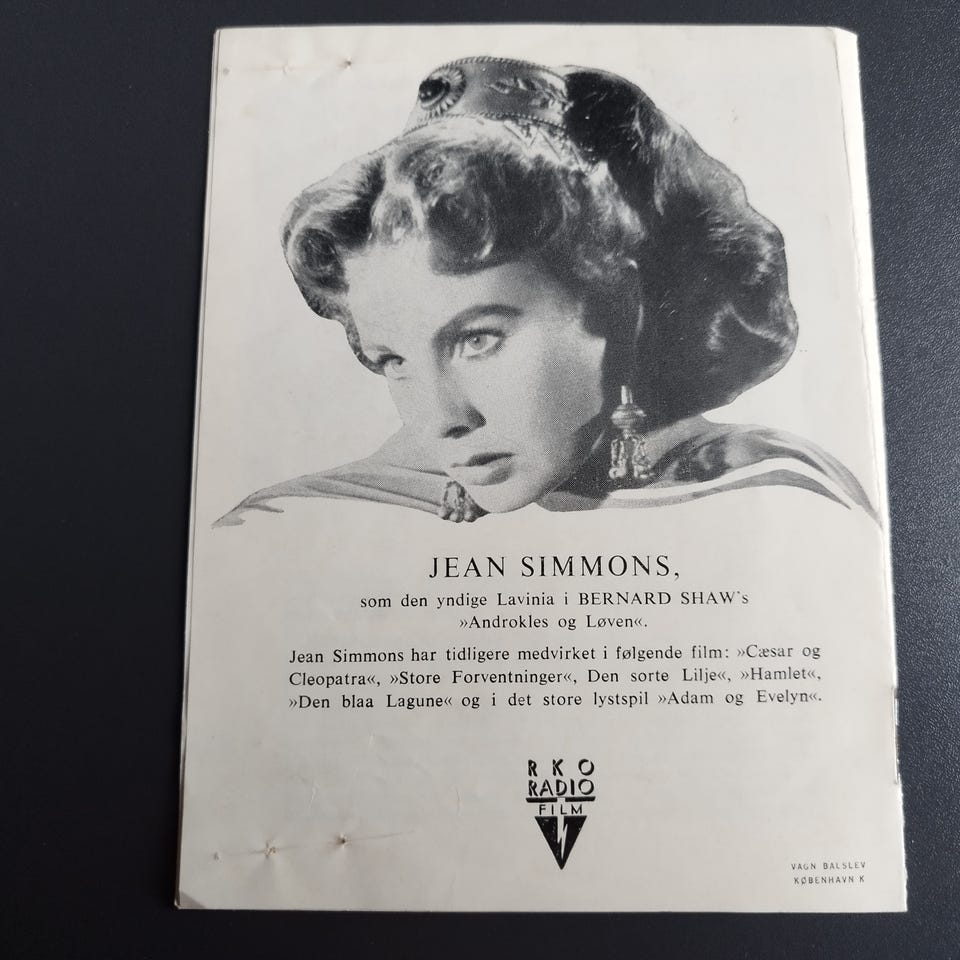 JEAN SIMMONS,
som den yndige Lavinia i BERNARD SHAW's
»Androkles og Løven«.
Jean Simmons har tidligere medvirket i følgende film: »Cæsar og
Cleopatra«, »Store Forventninger«, Den sorte Lilje«, »Hamlet«,
»Den blaa Lagune« og i det store lystspil »Adam og Evelyn«.
RKO
RADIO
FILM
VAGN BALSLEV
KØBENHAVN K